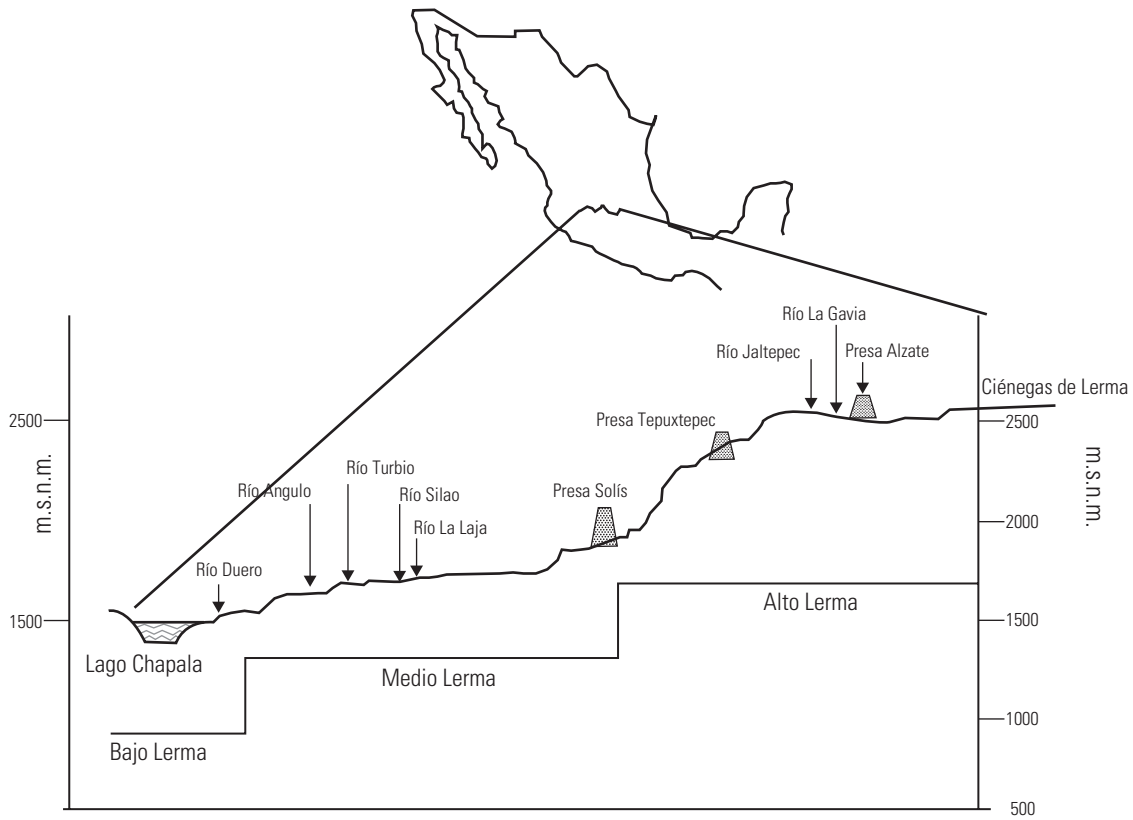 Río La Gavia
Río Jaltepec
Presa Alzate
Ciénegas de Lerma
2500
2500
Presa Tepuxtepec
m.s.n.m.
m.s.n.m.
Río Turbio
Río Angulo
Río Silao
Presa Solís
Río La Laja
2000
Río Duero
1500
1500
Alto Lerma
Lago Chapala
Medio Lerma
1000
Bajo Lerma
500